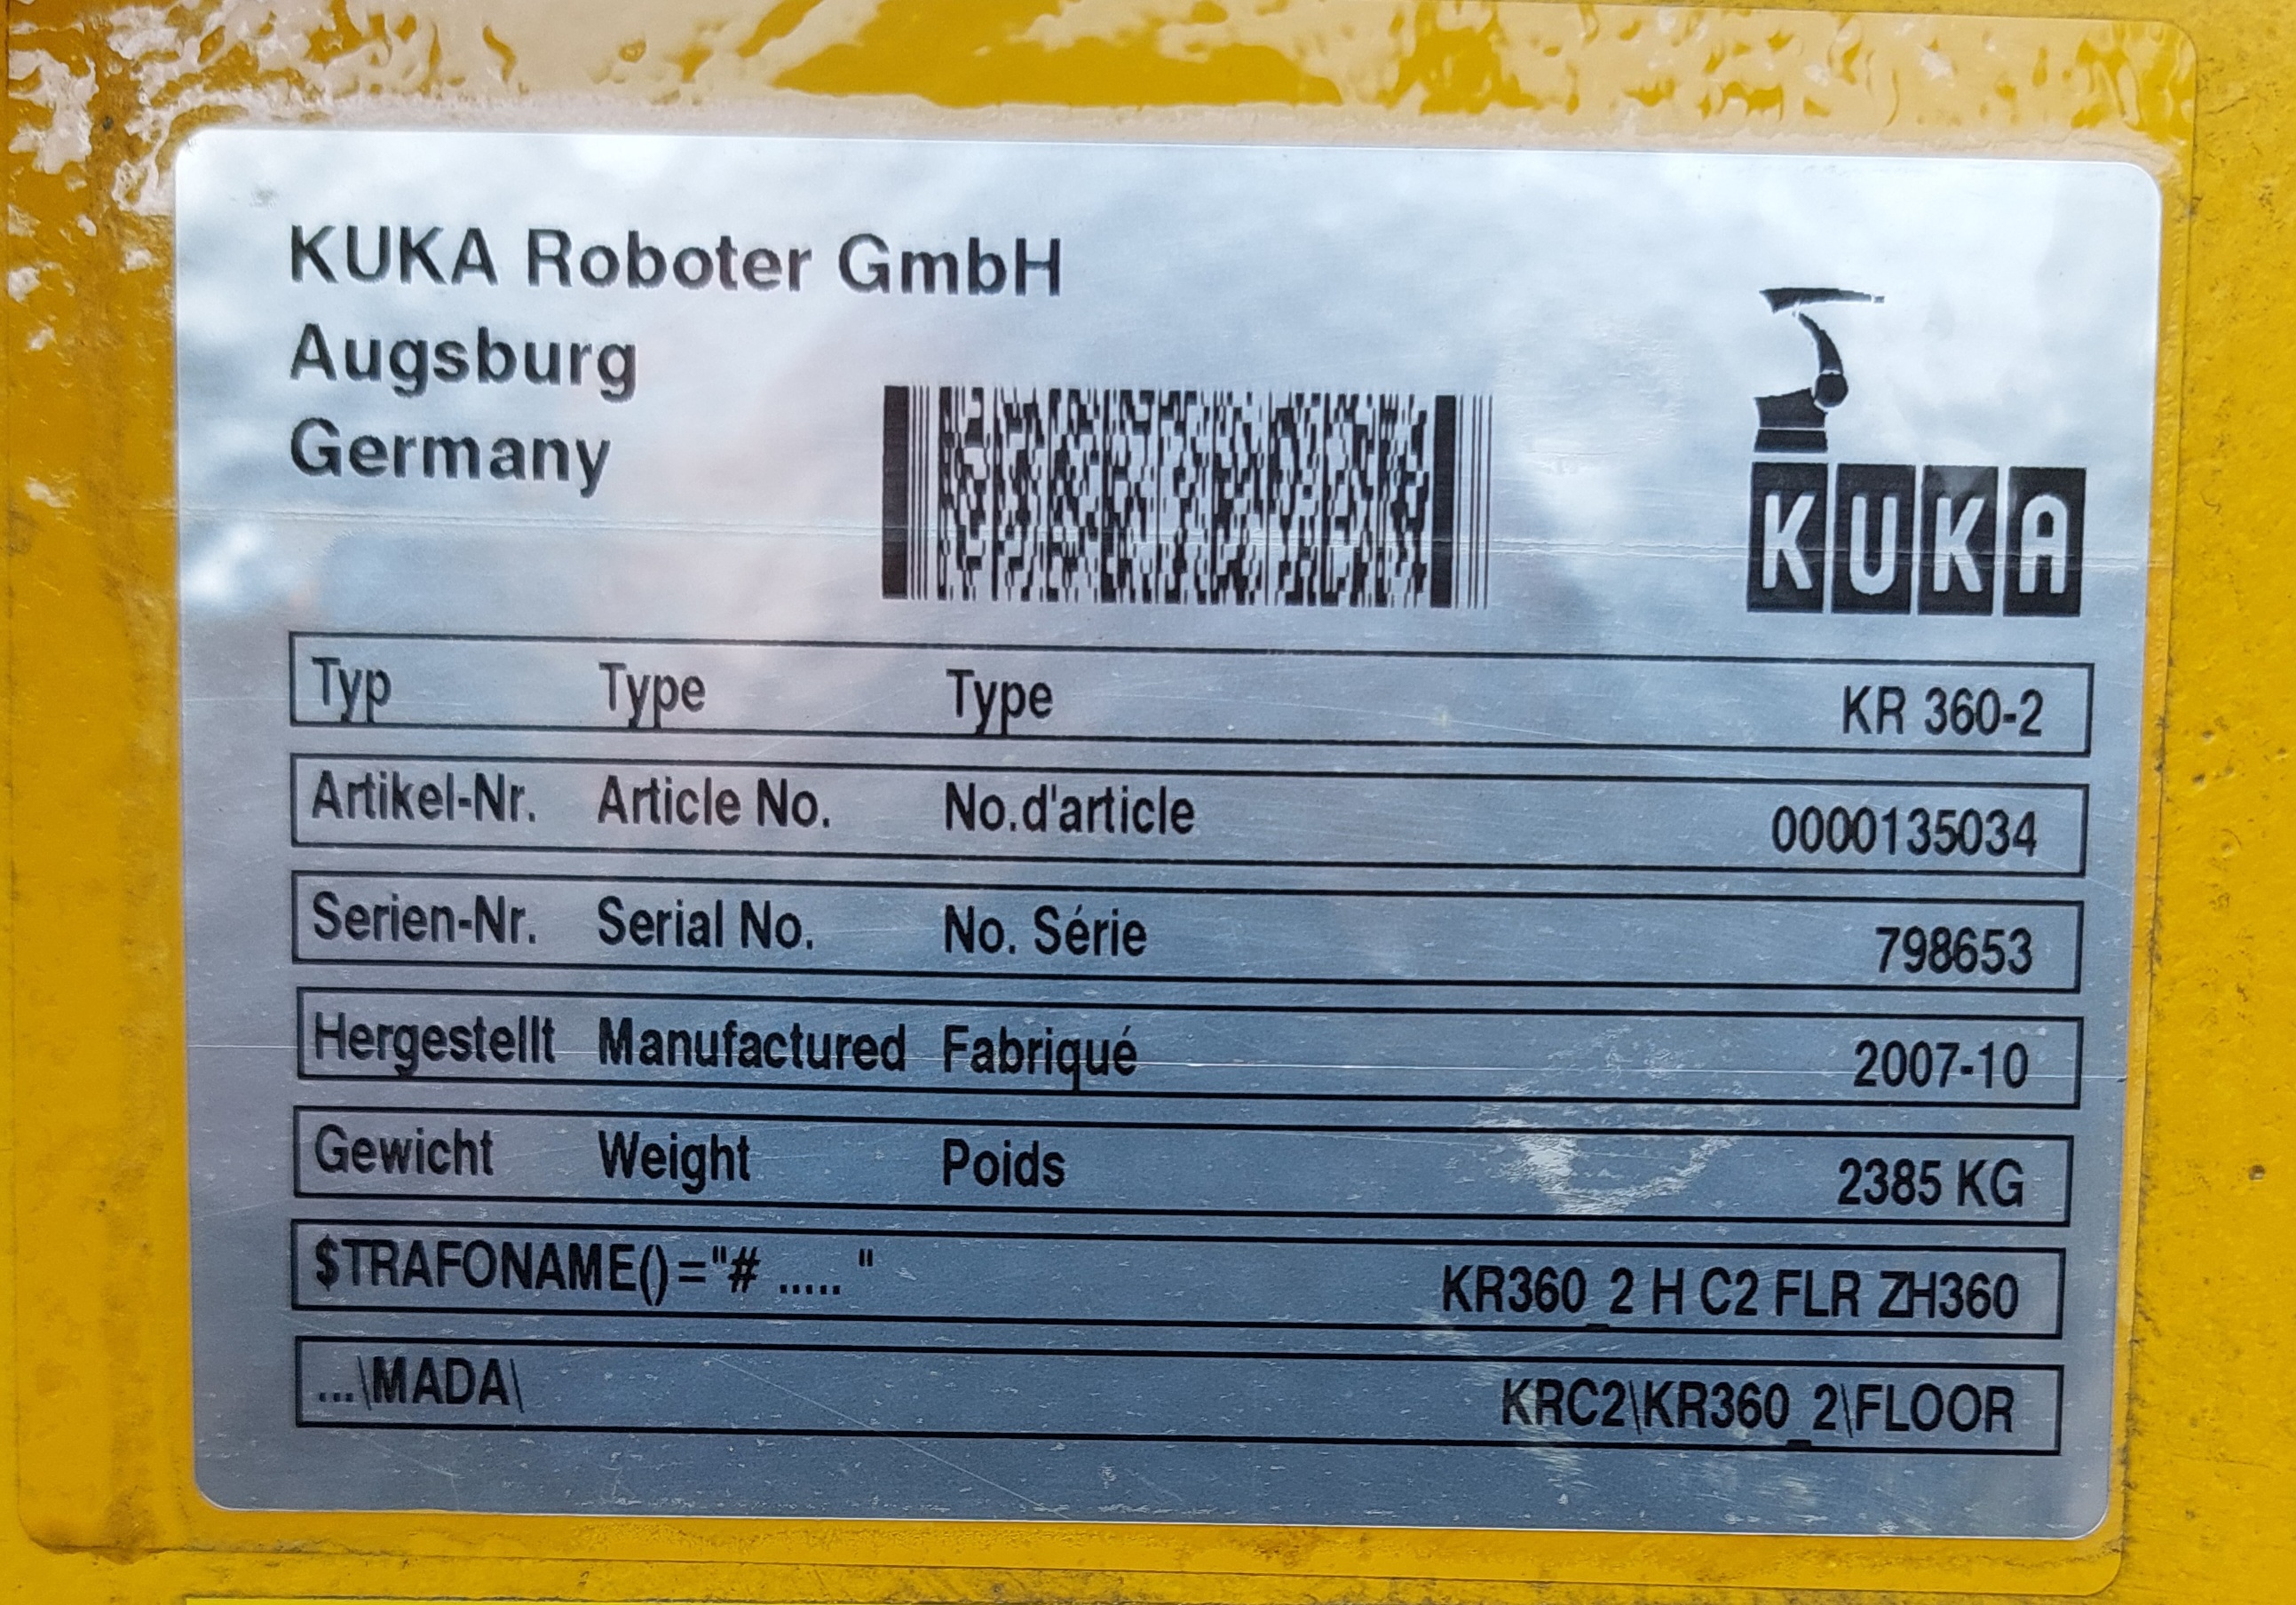 KUKA Roboter GmbH
Augsburg
Germany
KUKA
Typ Type Type KR 360-2
Artikel-Nr. Article No. No.d'article 0000135034
Serien-Nr. Serial No. No. Série 798653
Hergestellt Manufactured Fabriqué 2007-10
Gewicht Weight Poids 2385 KG
$TRAFONAME()="# ..... " KR360_2 H C2 FLR ZH360
...\MADA\ KRC2\KR360_2\FLOOR